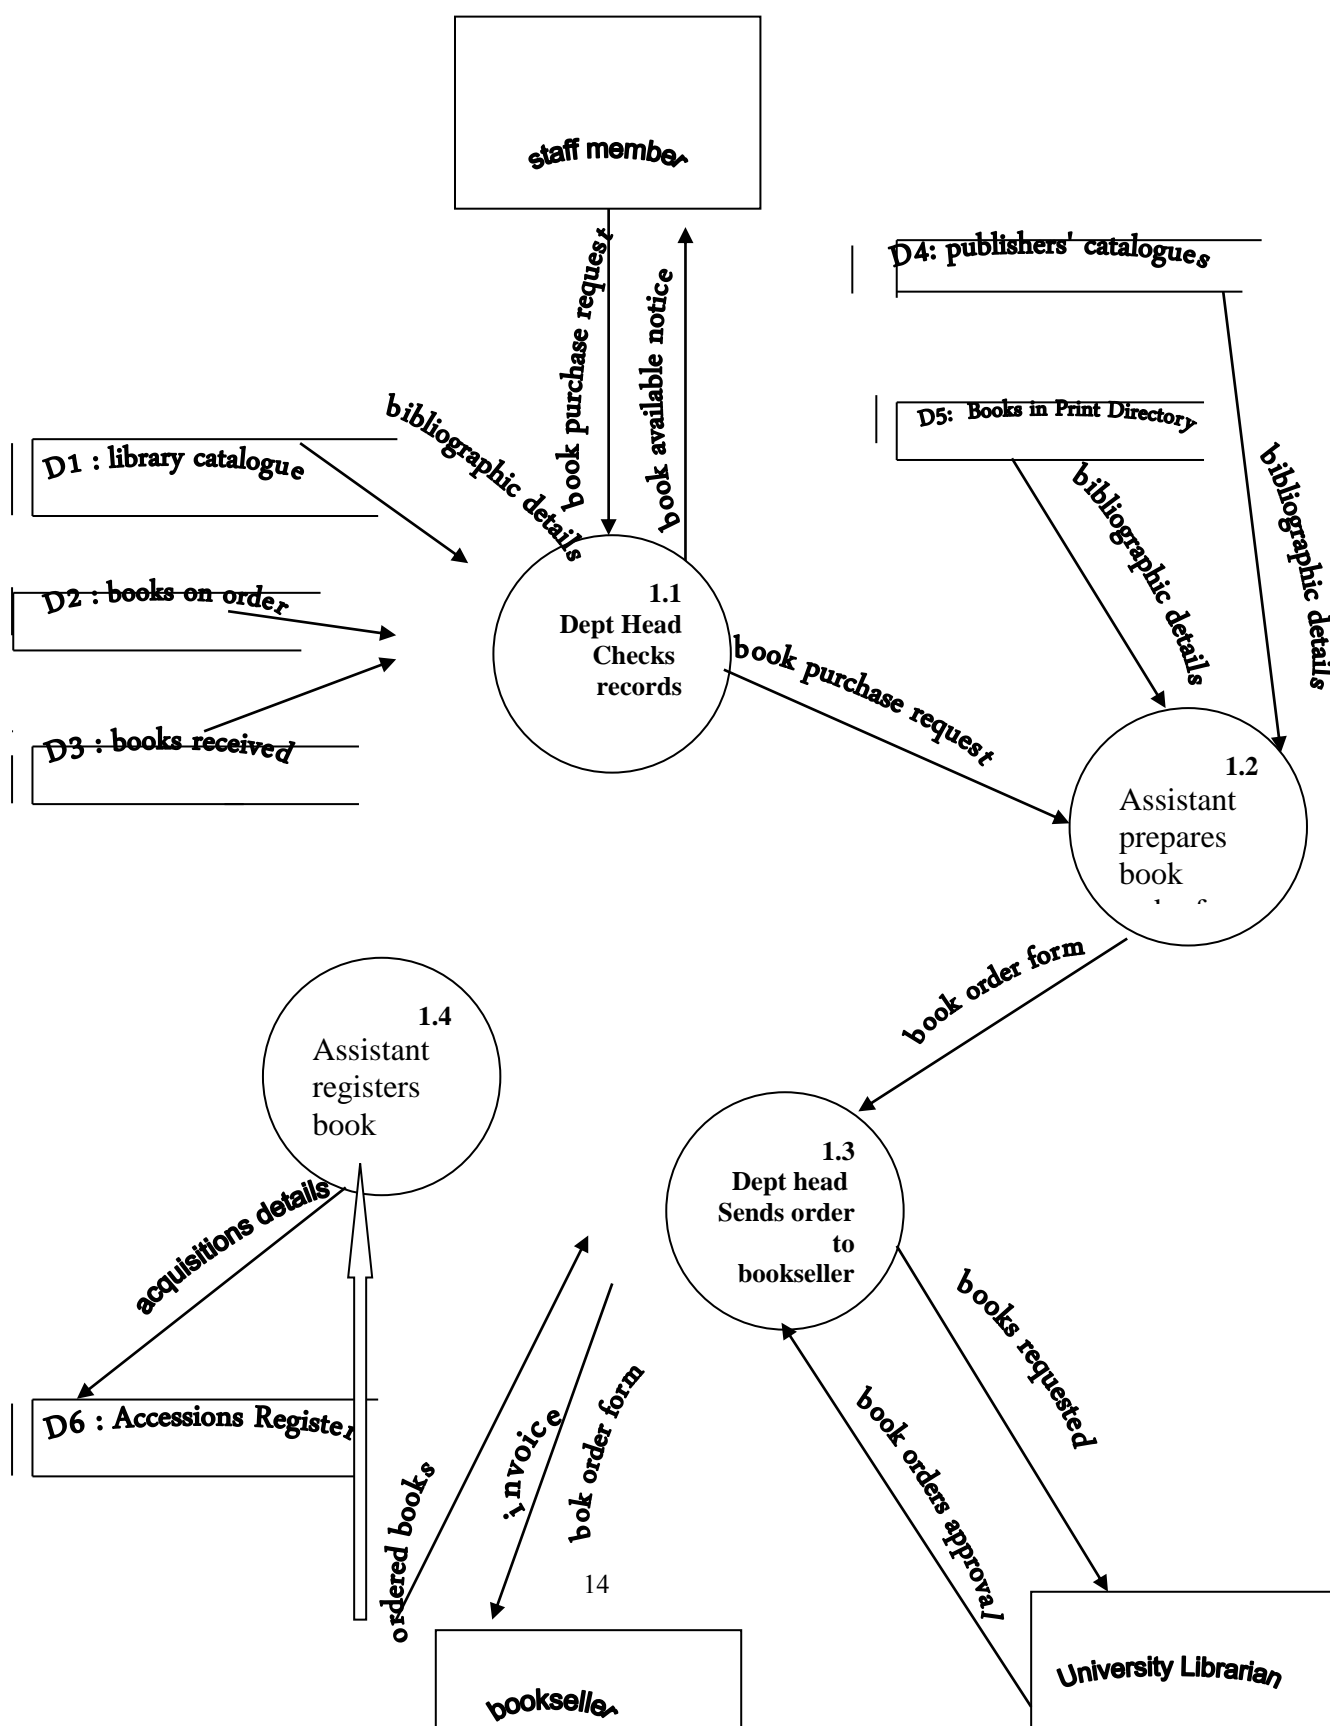 staff member
D4: publishers' catalogues
book purchase request
book available notice
D5: Books in Print Directory
bibliographic details
D1 : library catalogue
bibliographic details
bibliographic details
D2 : books on order
1.1
Dept Head
Checks
records
book purchase request
D3 : books received
1.2
Assistant
prepares
book
book order form
1.4
Assistant
registers
book
1.3
Dept head
Sends order
to
bookseller
acquisitions details
books requested
D6 : Accessions Register
ordered books
invoice
bok order form
book orders approval
14
bookseller
University Librarian